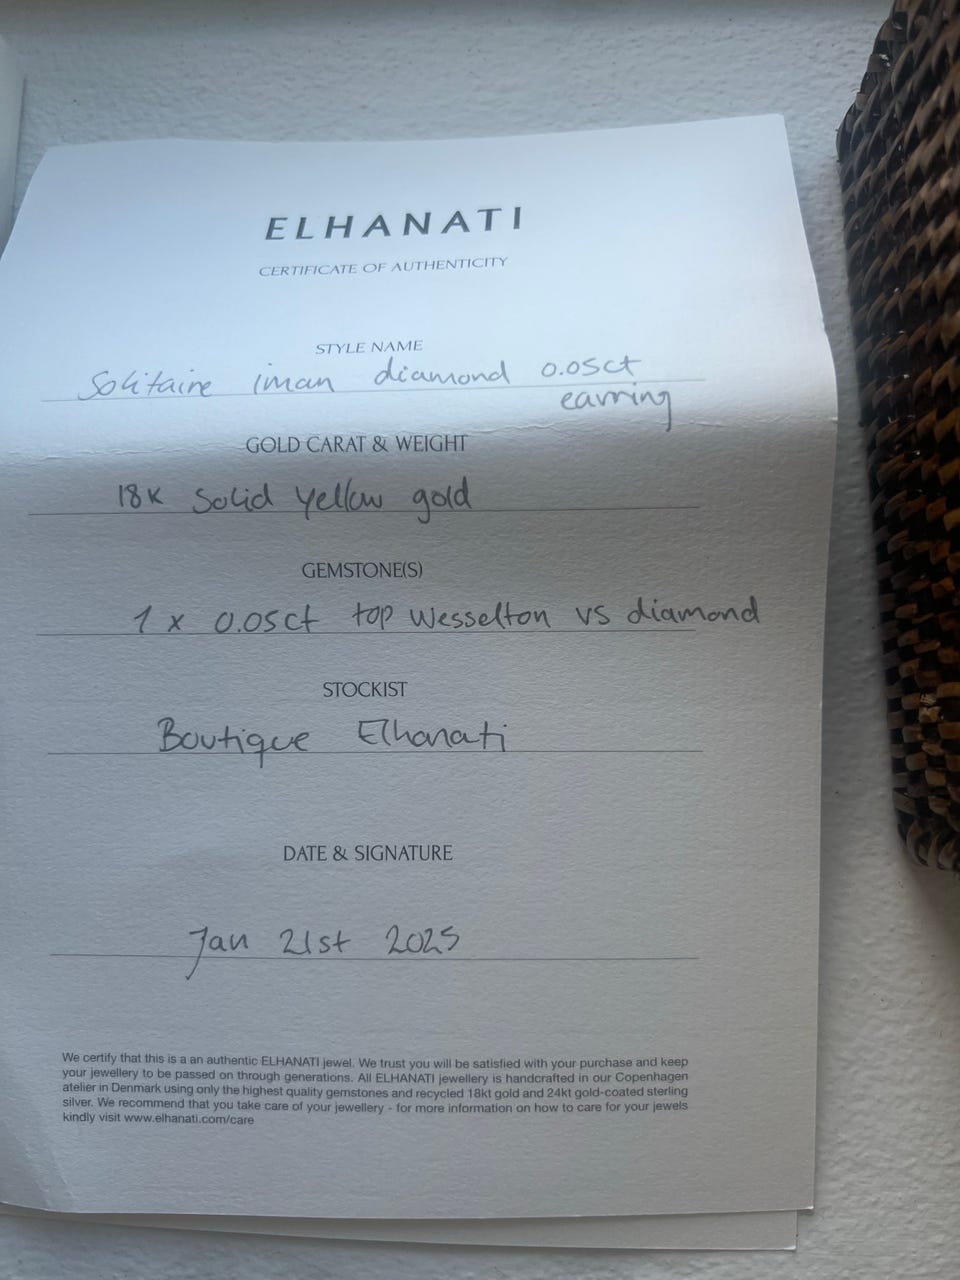 ELHANATI
CERTIFICATE OF AUTHENTICITY
STYLE NAME
Solitaire iman diamond 0.05ct
earring
GOLD CARAT & WEIGHT
18K Solid Yellow gold
GEMSTONE(S)
1 x 0.05ct top Wesselton vs diamond
STOCKIST
Boutique Elhanati
DATE & SIGNATURE
Jan 21st 2025
We certify that this is a an authentic ELHANATI jewel. We trust you will be satisfied with your purchase and keep
your jewellery to be passed on through generations. All ELHANATI jewellery is handcrafted in our Copenhagen
atelier in Denmark using only the highest quality gemstones and recycled 18kt gold and 24kt gold-coated sterling
silver. We recommend that you take care of your jewellery - for more information on how to care for your jewels
kindly visit www.elhanati.com/care